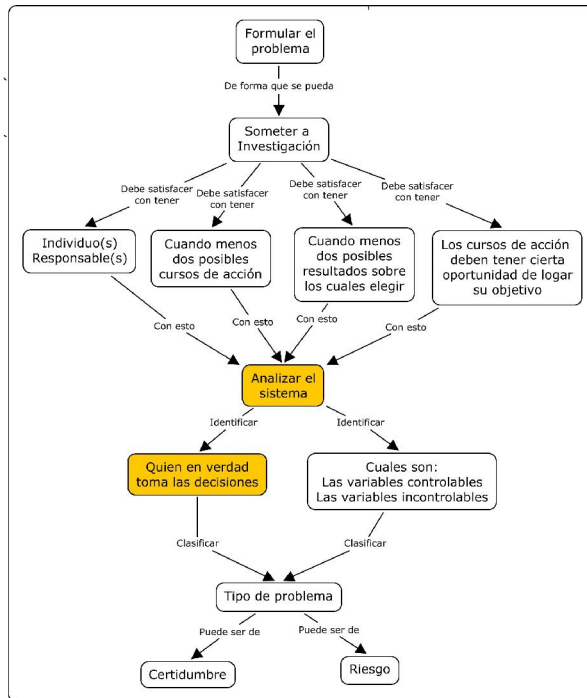 Formular el
problema
De forma que se pueda
Someter a
Investigación
Debe satisfacer
con tener
Debe satisfacer
con tener
Debe satisfacer
con tener
Debe satisfacer
con tener
Individuo(s)
Responsable(s)
Cuando menos
dos posibles
cursos de acción
Cuando menos
dos posibles
resultados sobre
los cuales elegir
Los cursos de acción
deben tener cierta
oportunidad de logar
su objetivo
Con esto
Con esto
Con esto
Con esto
Analizar el
sistema
Identificar
Identificar
Quien en verdad
toma las decisiones
Cuales son:
Las variables controlables
Las variables incontrolables
Clasificar
Clasificar
Tipo de problema
Puede ser de
Puede ser de
Certidumbre
Riesgo